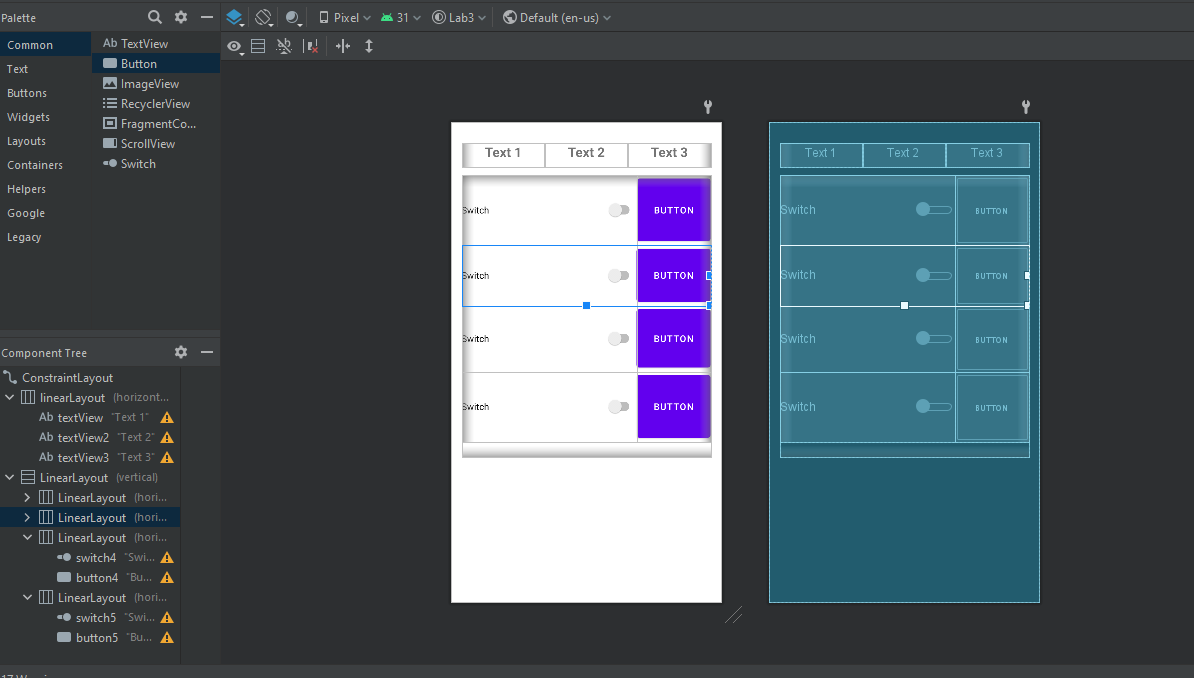 Palette
Pixel
31
Lab3
Default (en-us)
Common
Text
Buttons
Widgets
Layouts
Containers
Helpers
Google
Legacy
Ab TextView
Button
ImageView
RecyclerView
FragmentCo...
ScrollView
Switch
Component Tree
ConstraintLayout
linearLayout (horizont...
Ab textView "Text 1"
Ab textView2 "Text 2"
Ab textView3 "Text 3"
LinearLayout (vertical)
LinearLayout (hori...
LinearLayout (hori...
LinearLayout (hori...
switch4 "Swi...
button4 "Bu...
LinearLayout (hori...
switch5 "Swi...
button5 "Bu...
Text 1 Text 2 Text 3
Switch BUTTON
Switch BUTTON
Switch BUTTON
Switch BUTTON
Text 1 Text 2 Text 3
Switch BUTTON
Switch BUTTON
Switch BUTTON
Switch BUTTON